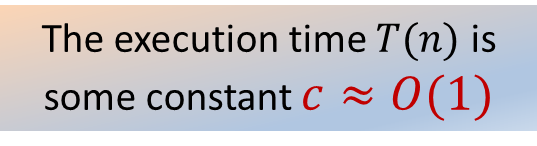 The execution time T(n) is
some constant c ≈ O(1)